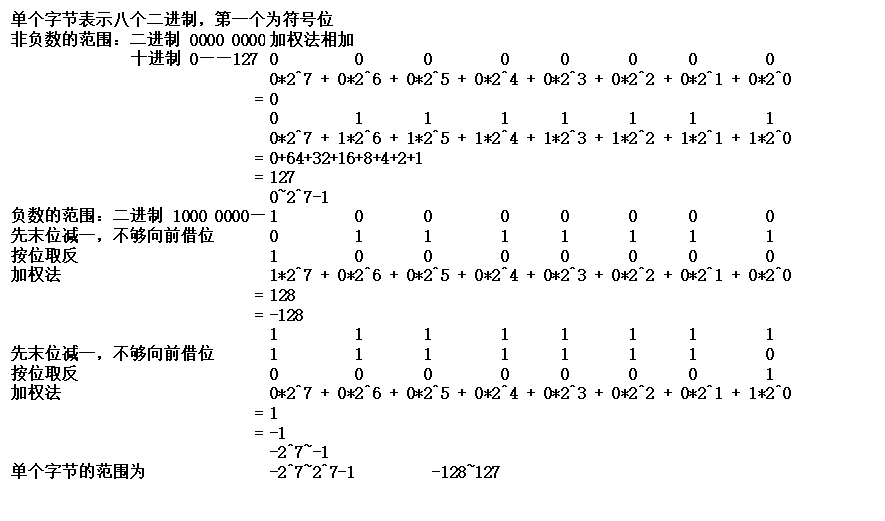 单个字节表示八个二进制，第一个为符号位
非负数的范围：二进制 0000 0000 加权法相加
十进制 0——127 0 0 0 0 0 0 0 0
0*2^7 + 0*2^6 + 0*2^5 + 0*2^4 + 0*2^3 + 0*2^2 + 0*2^1 + 0*2^0
= 0
0 1 1 1 1 1 1 1
0*2^7 + 1*2^6 + 1*2^5 + 1*2^4 + 1*2^3 + 1*2^2 + 1*2^1 + 1*2^0
= 0+64+32+16+8+4+2+1
= 127
0~2^7-1
负数的范围：二进制 1000 0000— 1 0 0 0 0 0 0 0
先末位减一，不够向前借位 0 1 1 1 1 1 1 1
按位取反 1 0 0 0 0 0 0 0
加权法 1*2^7 + 0*2^6 + 0*2^5 + 0*2^4 + 0*2^3 + 0*2^2 + 0*2^1 + 0*2^0
= 128
= -128
1 1 1 1 1 1 1 1
先末位减一，不够向前借位 1 1 1 1 1 1 1 0
按位取反 0 0 0 0 0 0 0 1
加权法 0*2^7 + 0*2^6 + 0*2^5 + 0*2^4 + 0*2^3 + 0*2^2 + 0*2^1 + 1*2^0
= 1
= -1
-2^7~-1
单个字节的范围为 -2^7~2^7-1 -128~127